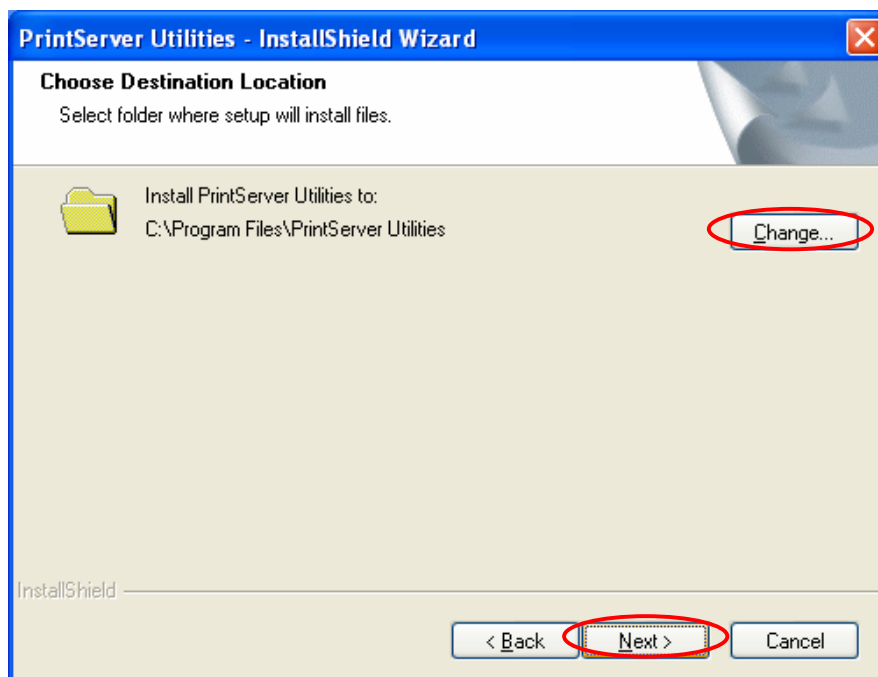 PrintServer Utilities - InstallShield Wizard
Choose Destination Location
Select folder where setup will install files.
Install PrintServer Utilities to:
C:\Program Files\PrintServer Utilities
Change...
InstallShield
< Back Next > Cancel